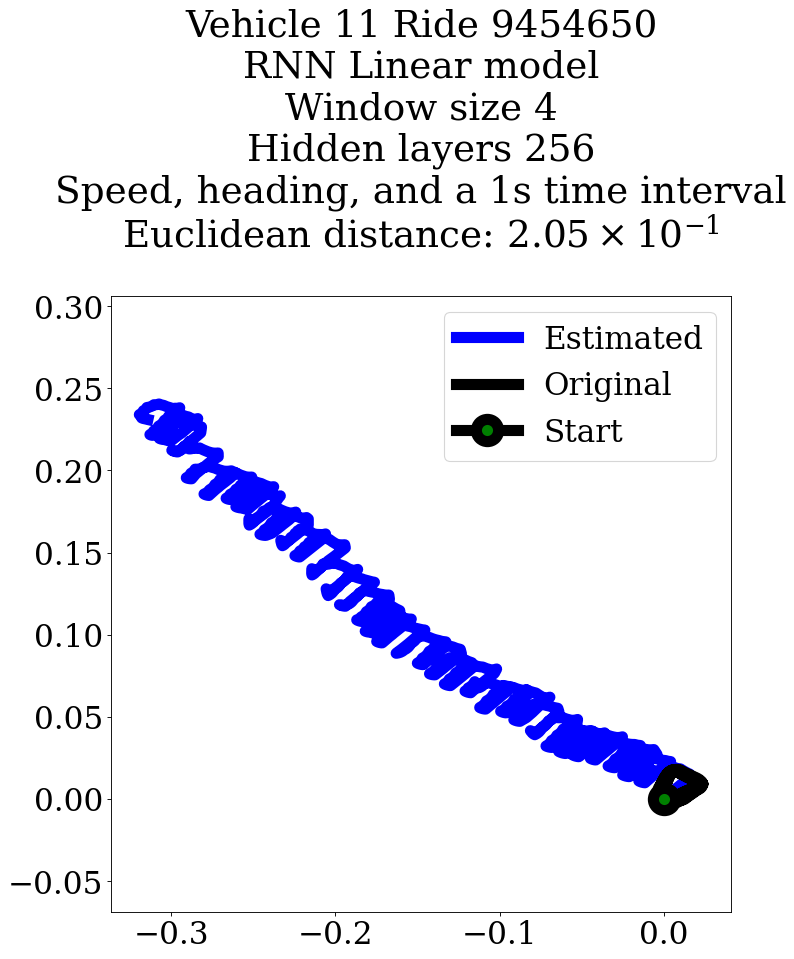 Vehicle 11 Ride 9454650
RNN Linear model
Window size 4
Hidden layers 256
Speed, heading, and a 1s time interval
Euclidean distance: 2.05 × 10⁻¹
Estimated
Original
Start
0.30
0.25
0.20
0.15
0.10
0.05
0.00
−0.05
−0.3
−0.2
−0.1
0.0